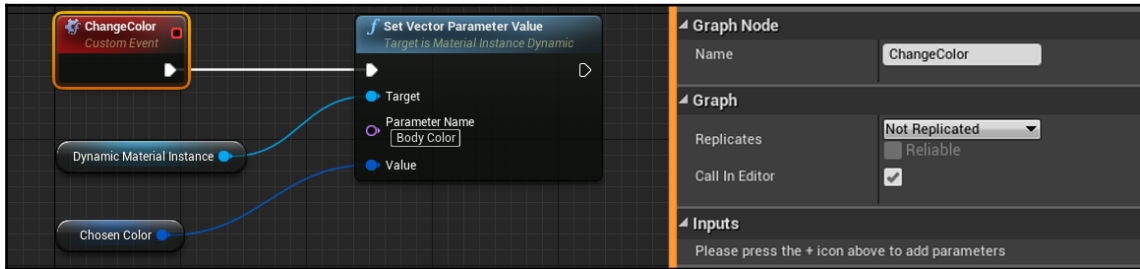 ChangeColor
Custom Event
f Set Vector Parameter Value
Target is Material Instance Dynamic
Target
Parameter Name
Body Color
Value
Dynamic Material Instance
Chosen Color
Graph Node
Name ChangeColor
Graph
Replicates Not Replicated
Reliable
Call In Editor
Inputs
Please press the + icon above to add parameters